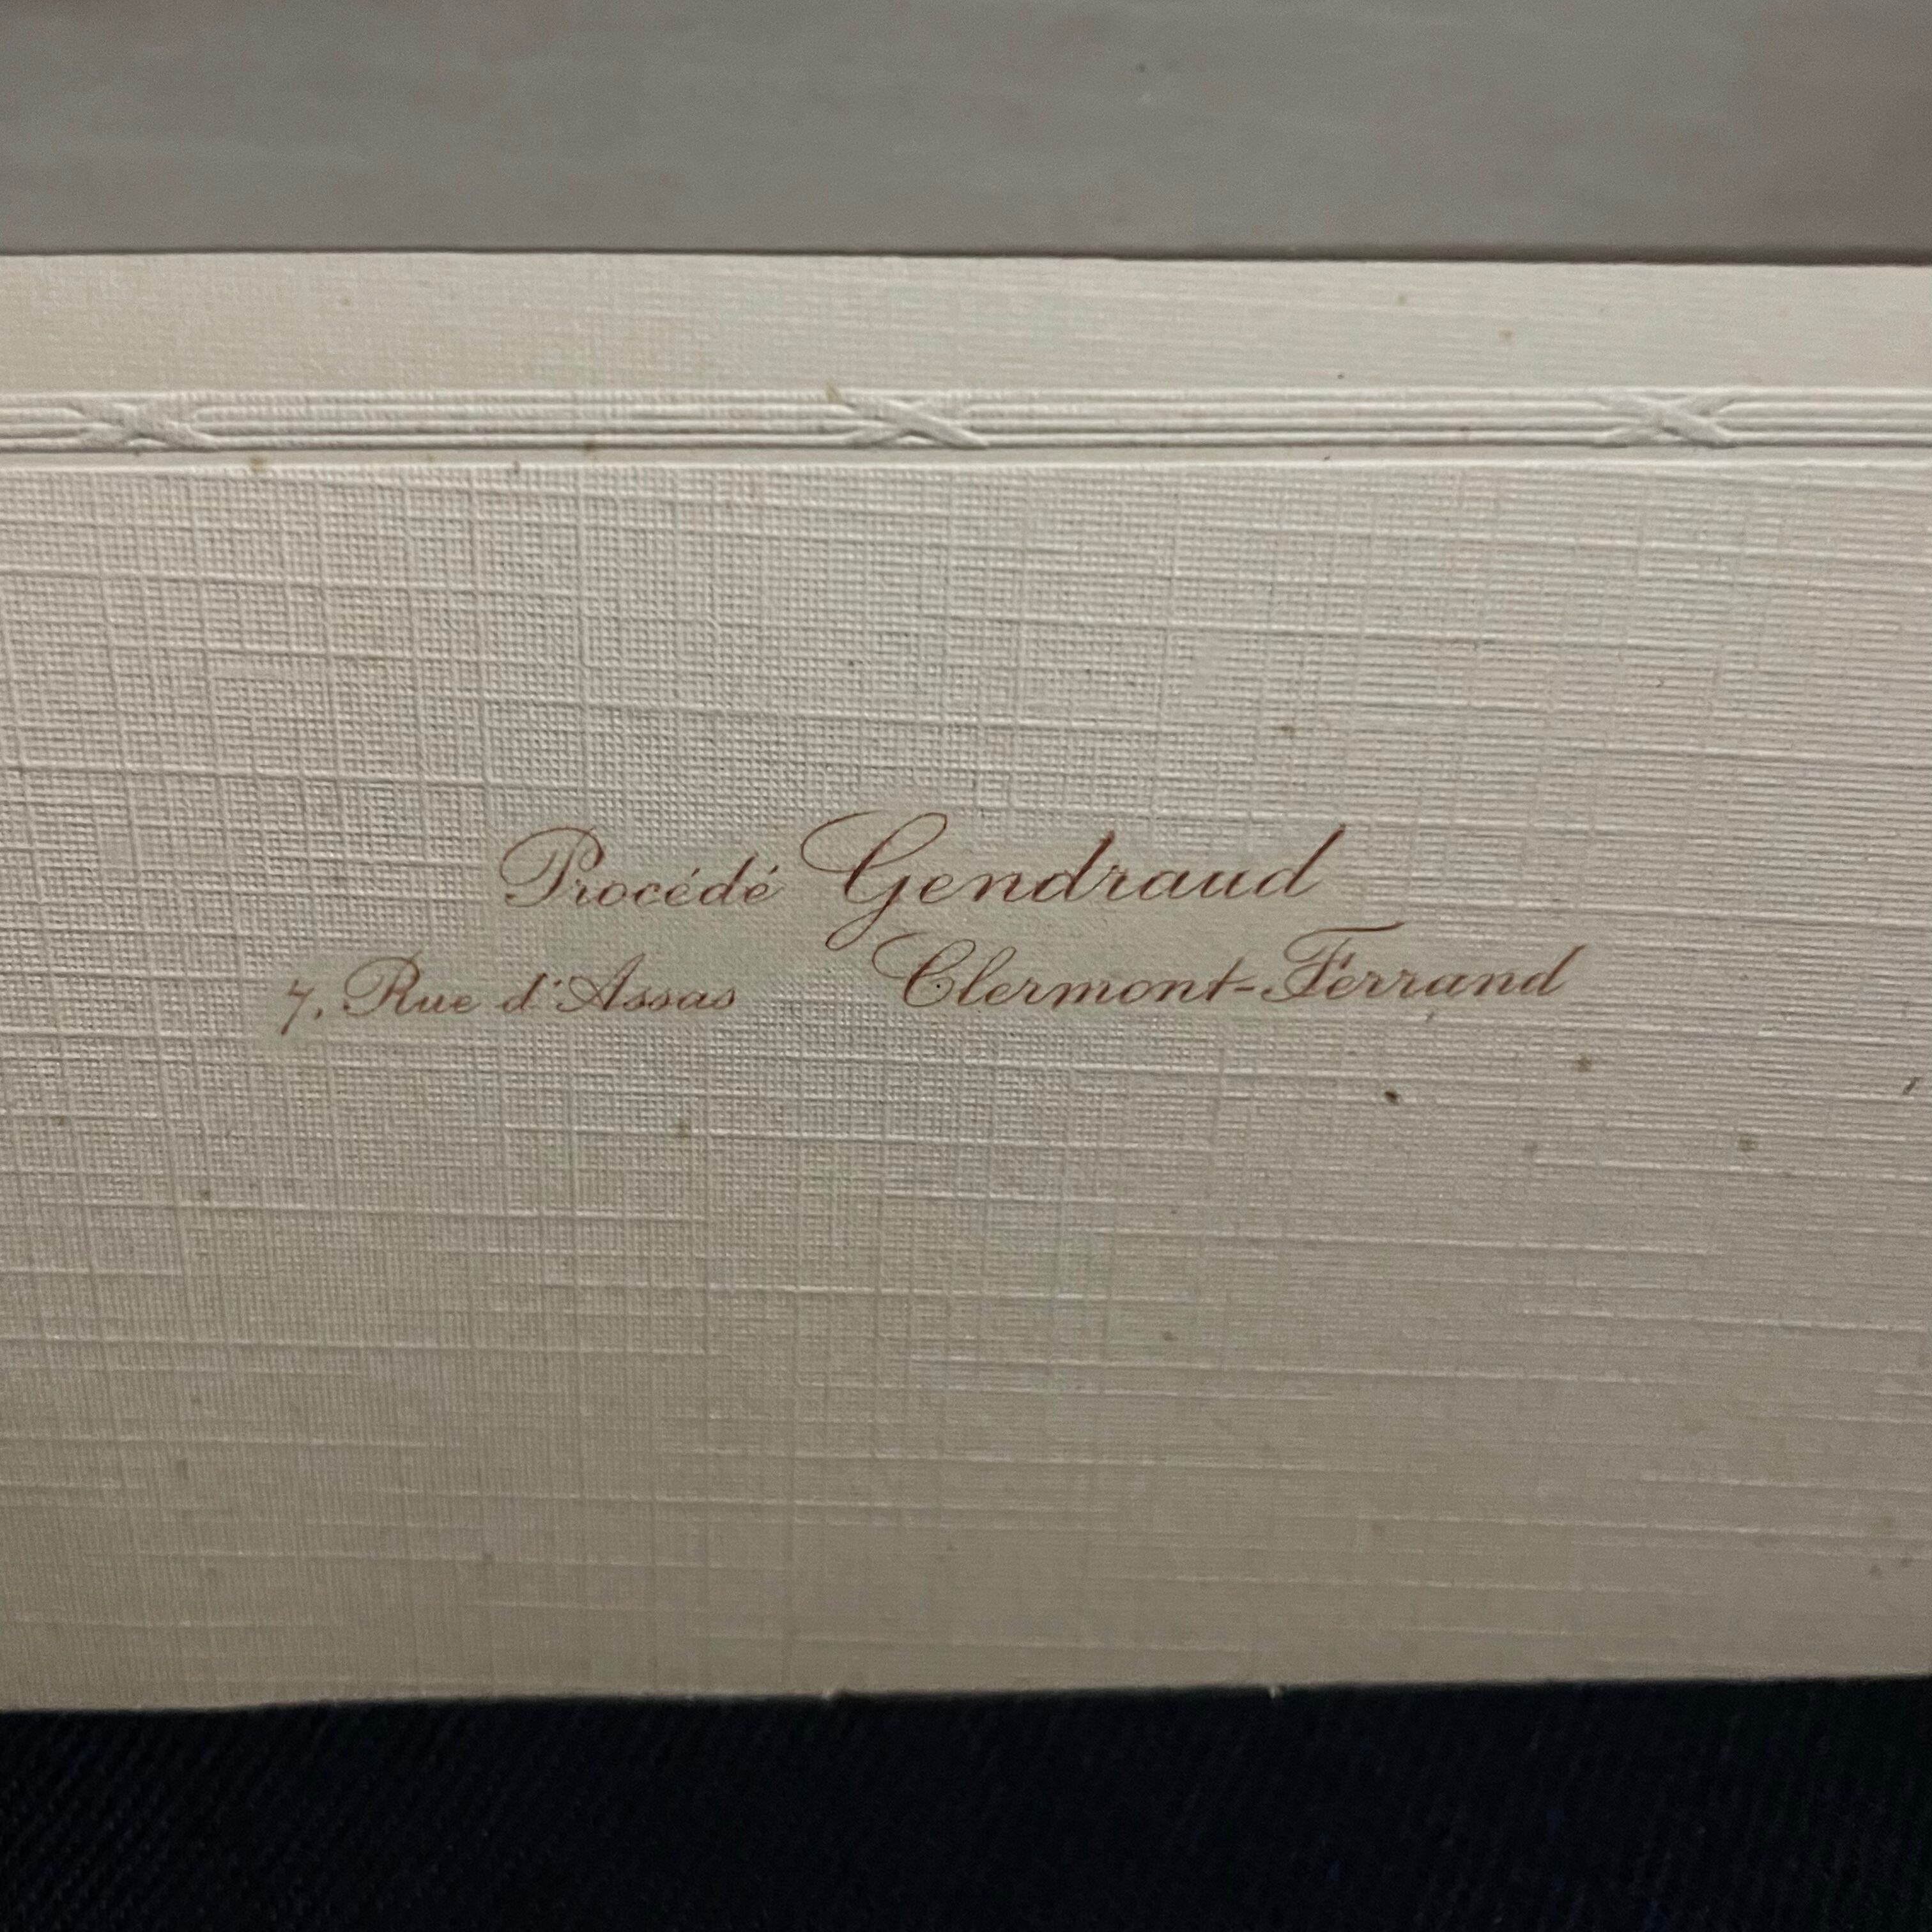 Procédé Gendraud
7, Rue d'Assas Clermont-Ferrand